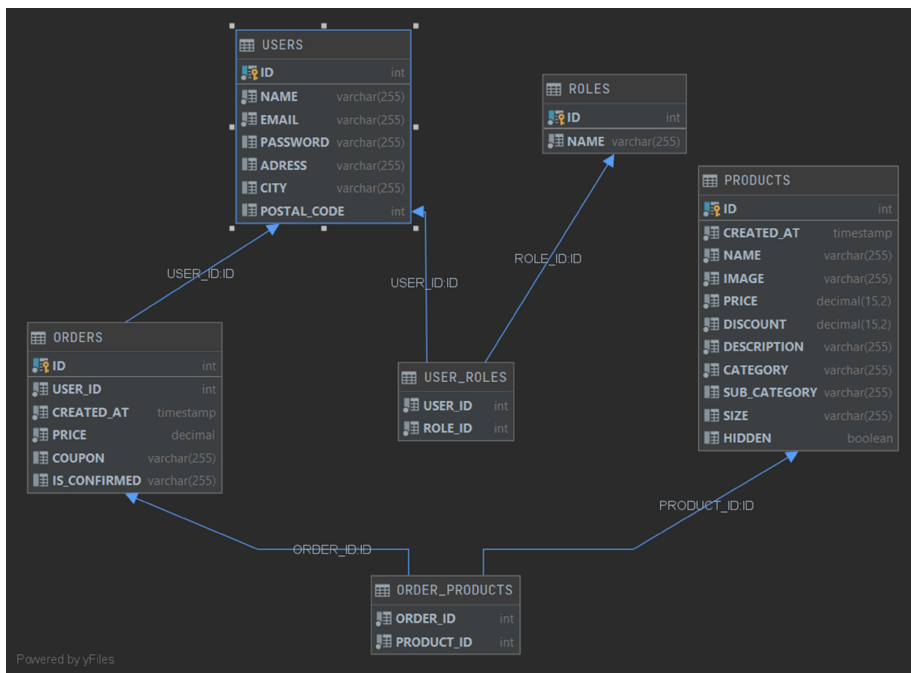 USERS
ID int
NAME varchar(255)
EMAIL varchar(255)
PASSWORD varchar(255)
ADRESS varchar(255)
CITY varchar(255)
POSTAL_CODE int
ROLES
ID int
NAME varchar(255)
PRODUCTS
ID int
CREATED_AT timestamp
NAME varchar(255)
IMAGE varchar(255)
PRICE decimal(15,2)
DISCOUNT decimal(15,2)
DESCRIPTION varchar(255)
CATEGORY varchar(255)
SUB_CATEGORY varchar(255)
SIZE varchar(255)
HIDDEN boolean
USER_ID:ID
USER_ID:ID
ROLE_ID:ID
ORDERS
ID int
USER_ID int
CREATED_AT timestamp
PRICE decimal
COUPON varchar(255)
IS_CONFIRMED varchar(255)
USER_ROLES
USER_ID int
ROLE_ID int
PRODUCT_ID:ID
ORDER_ID:ID
ORDER_PRODUCTS
ORDER_ID int
PRODUCT_ID int
Powered by yFiles